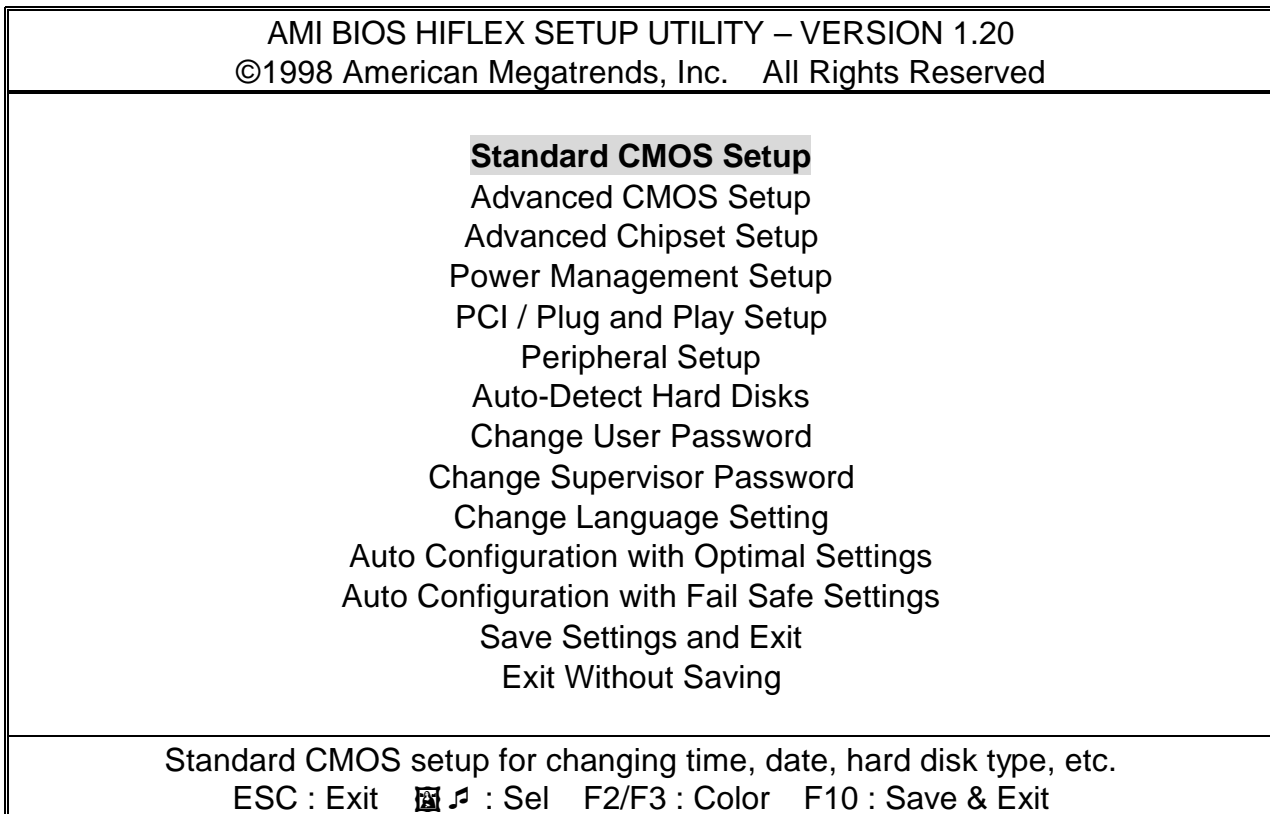 AMI BIOS HIFLEX SETUP UTILITY – VERSION 1.20
©1998 American Megatrends, Inc. All Rights Reserved
Standard CMOS Setup
Advanced CMOS Setup
Advanced Chipset Setup
Power Management Setup
PCI / Plug and Play Setup
Peripheral Setup
Auto-Detect Hard Disks
Change User Password
Change Supervisor Password
Change Language Setting
Auto Configuration with Optimal Settings
Auto Configuration with Fail Safe Settings
Save Settings and Exit
Exit Without Saving
Standard CMOS setup for changing time, date, hard disk type, etc.
ESC : Exit ♬ : Sel F2/F3 : Color F10 : Save & Exit